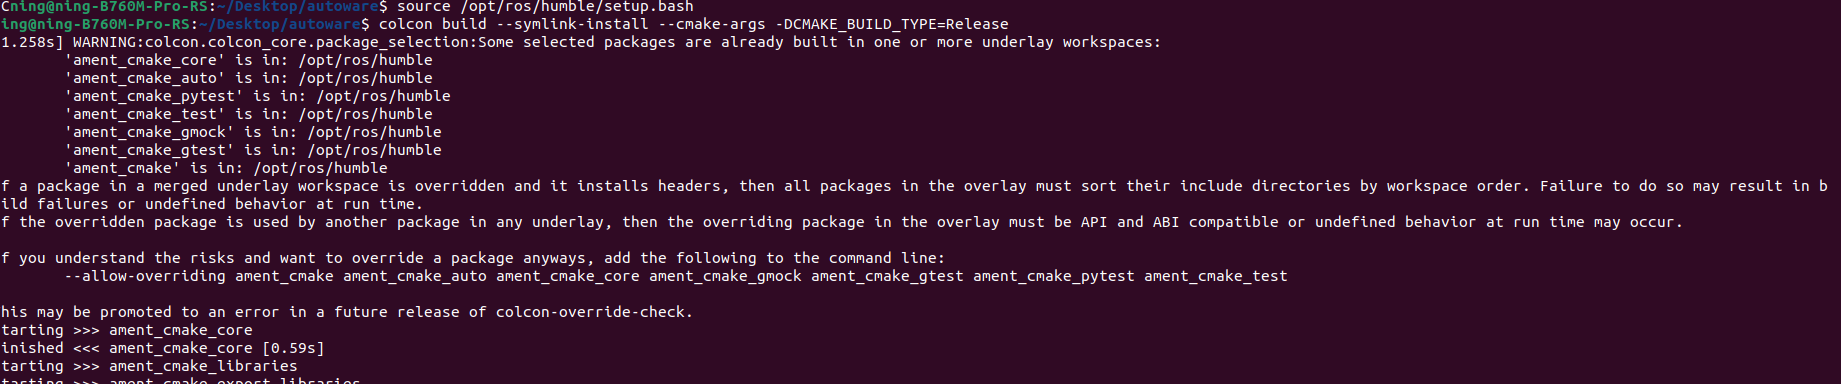 Cning@ning-B760M-Pro-RS:~/Desktop/autoware$ source /opt/ros/humble/setup.bash
ing@ning-B760M-Pro-RS:~/Desktop/autoware$ colcon build --symlink-install --cmake-args -DCMAKE_BUILD_TYPE=Release
1.258s] WARNING:colcon.colcon_core.package_selection:Some selected packages are already built in one or more underlay workspaces:
'ament_cmake_core' is in: /opt/ros/humble
'ament_cmake_auto' is in: /opt/ros/humble
'ament_cmake_pytest' is in: /opt/ros/humble
'ament_cmake_test' is in: /opt/ros/humble
'ament_cmake_gmock' is in: /opt/ros/humble
'ament_cmake_gtest' is in: /opt/ros/humble
'ament_cmake' is in: /opt/ros/humble
f a package in a merged underlay workspace is overridden and it installs headers, then all packages in the overlay must sort their include directories by workspace order. Failure to do so may result in b
ild failures or undefined behavior at run time.
f the overridden package is used by another package in any underlay, then the overriding package in the overlay must be API and ABI compatible or undefined behavior at run time may occur.
f you understand the risks and want to override a package anyways, add the following to the command line:
--allow-overriding ament_cmake ament_cmake_auto ament_cmake_core ament_cmake_gmock ament_cmake_gtest ament_cmake_pytest ament_cmake_test
his may be promoted to an error in a future release of colcon-override-check.
tarting >>> ament_cmake_core
inished <<< ament_cmake_core [0.59s]
tarting >>> ament_cmake_libraries
tarting >>> ament_cmake_export_libraries